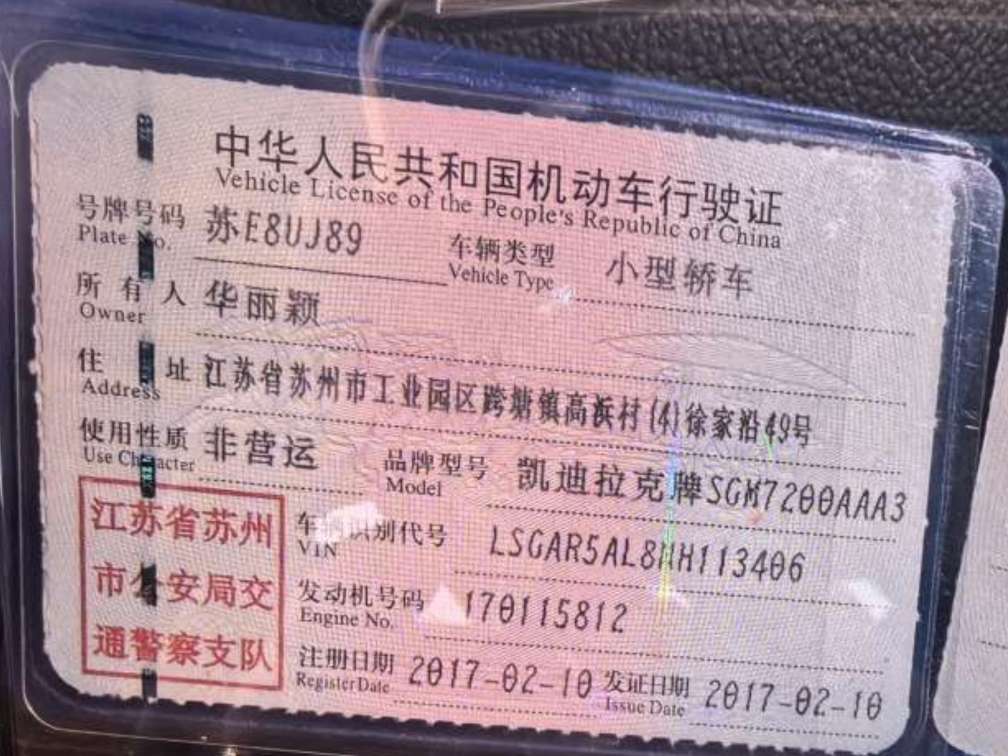 中华人民共和国机动车行驶证
Vehicle License of the People's Republic of China
号牌号码 苏E8UJ89 车辆类型 小型轿车
Plate No. Vehicle Type
所有人 华丽颖
Owner
住址 江苏省苏州市工业园区跨塘镇高浜村(4)徐家沿49号
Address
使用性质 非营运 品牌型号 凯迪拉克牌SGM7200AAA3
Use Character Model
江苏省苏州
市公安局交
通警察支队
车辆识别代号 LSGAR5AL8HH113406
VIN
发动机号码 170115812
Engine No.
注册日期 2017-02-10 发证日期 2017-02-10
Register Date Issue Date